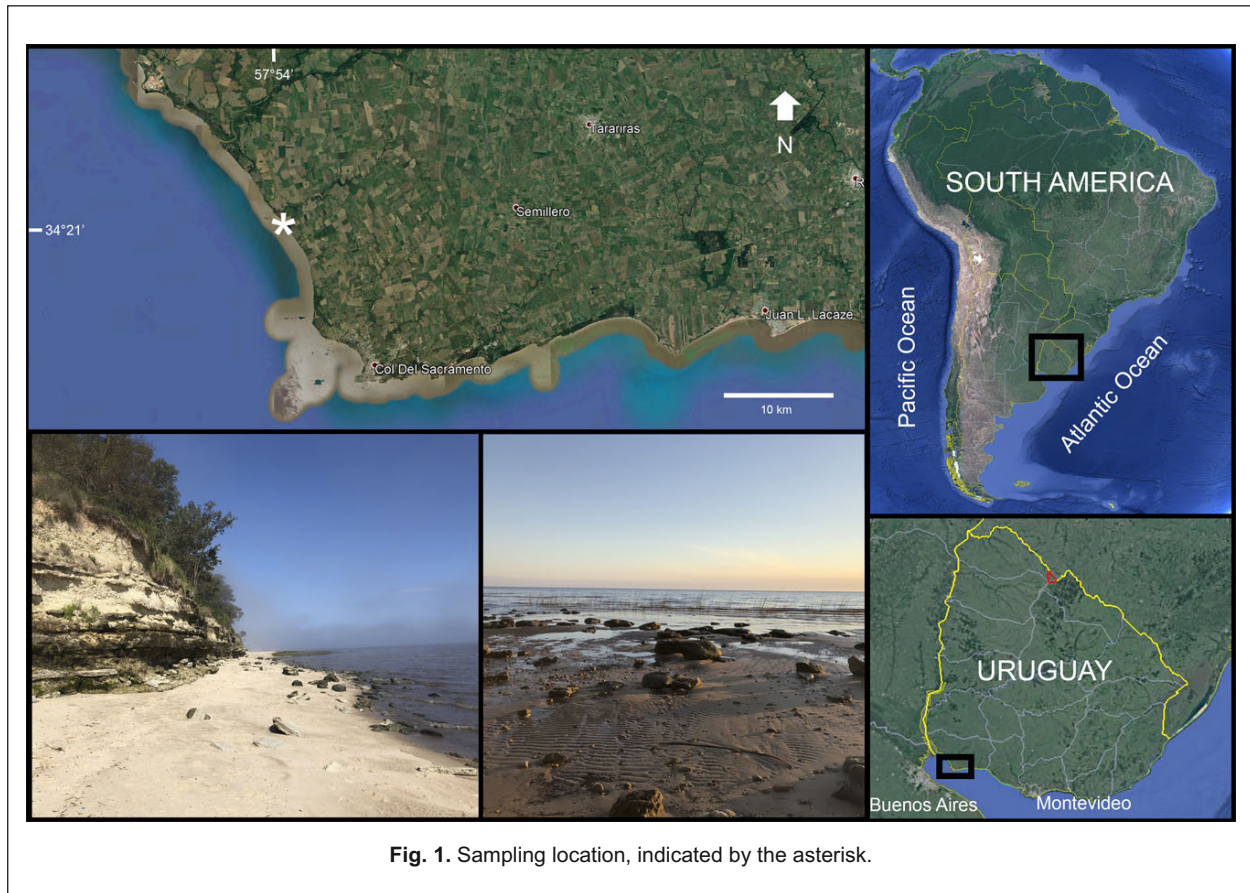 57°54'
Tarariras
N
R
Semillero
34°21'
Juan L. Lacaze
Col Del Sacramento
10 km
SOUTH AMERICA
Pacific Ocean
Atlantic Ocean
URUGUAY
Buenos Aires
Montevideo
Fig. 1. Sampling location, indicated by the asterisk.